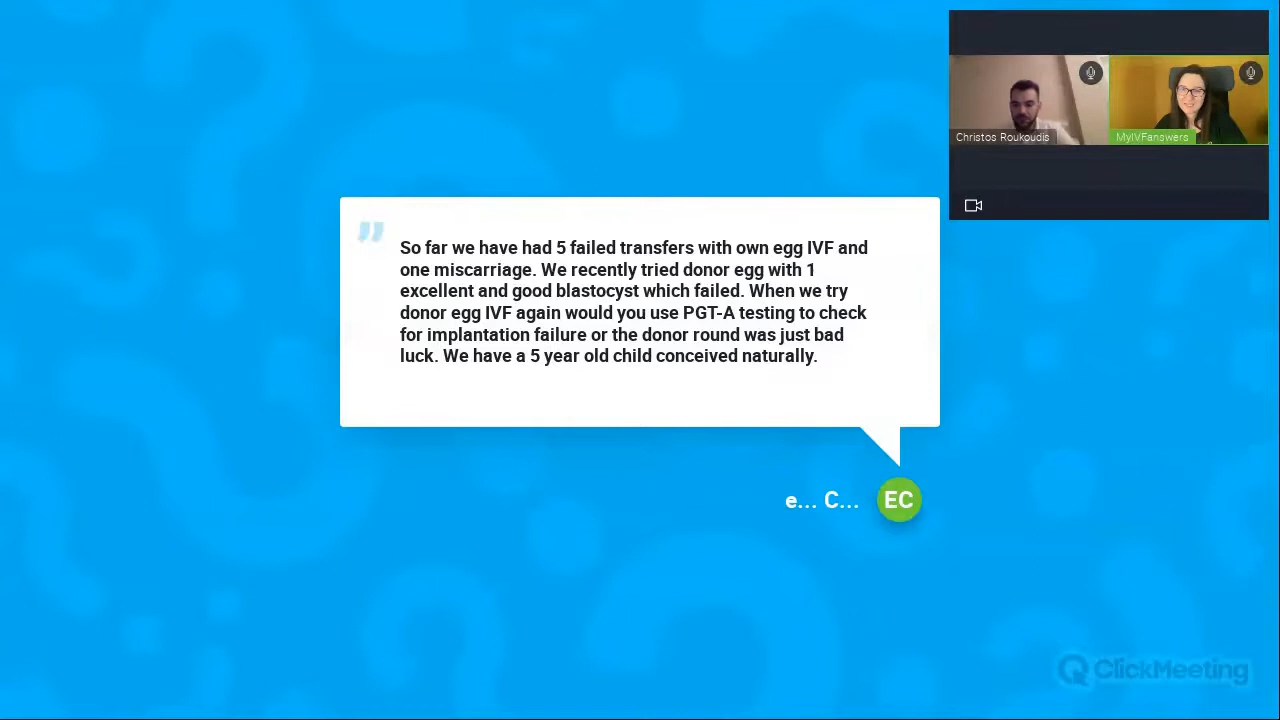 Christos Roukoudis
MyIVFanswers
So far we have had 5 failed transfers with own egg IVF and
one miscarriage. We recently tried donor egg with 1
excellent and good blastocyst which failed. When we try
donor egg IVF again would you use PGT-A testing to check
for implantation failure or the donor round was just bad
luck. We have a 5 year old child conceived naturally.
e... C...
EC
ClickMeeting